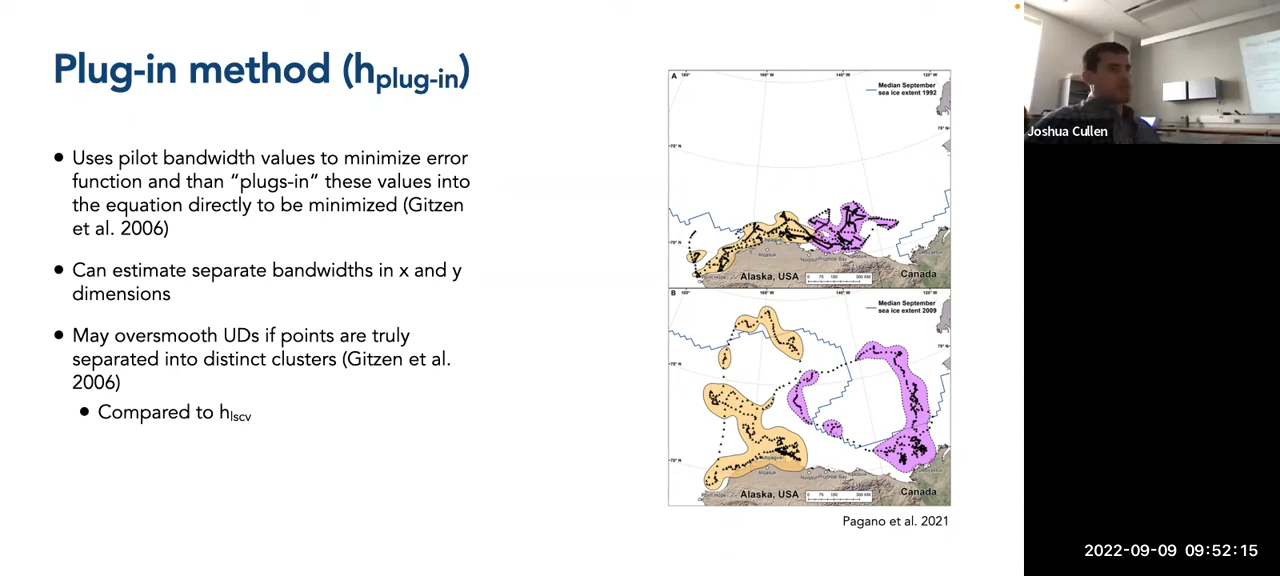 Plug-in method (hplug-in)
● Uses pilot bandwidth values to minimize error
function and than “plugs-in” these values into
the equation directly to be minimized (Gitzen
et al. 2006)
● Can estimate separate bandwidths in x and y
dimensions
● May oversmooth UDs if points are truly
separated into distinct clusters (Gitzen et al.
2006)
● Compared to hlscv
A
Median September
sea ice extent 1992
Alaska, USA
Canada
B
Median September
sea ice extent 2009
Alaska, USA
Canada
Pagano et al. 2021
Joshua Cullen
2022-09-09 09:52:15